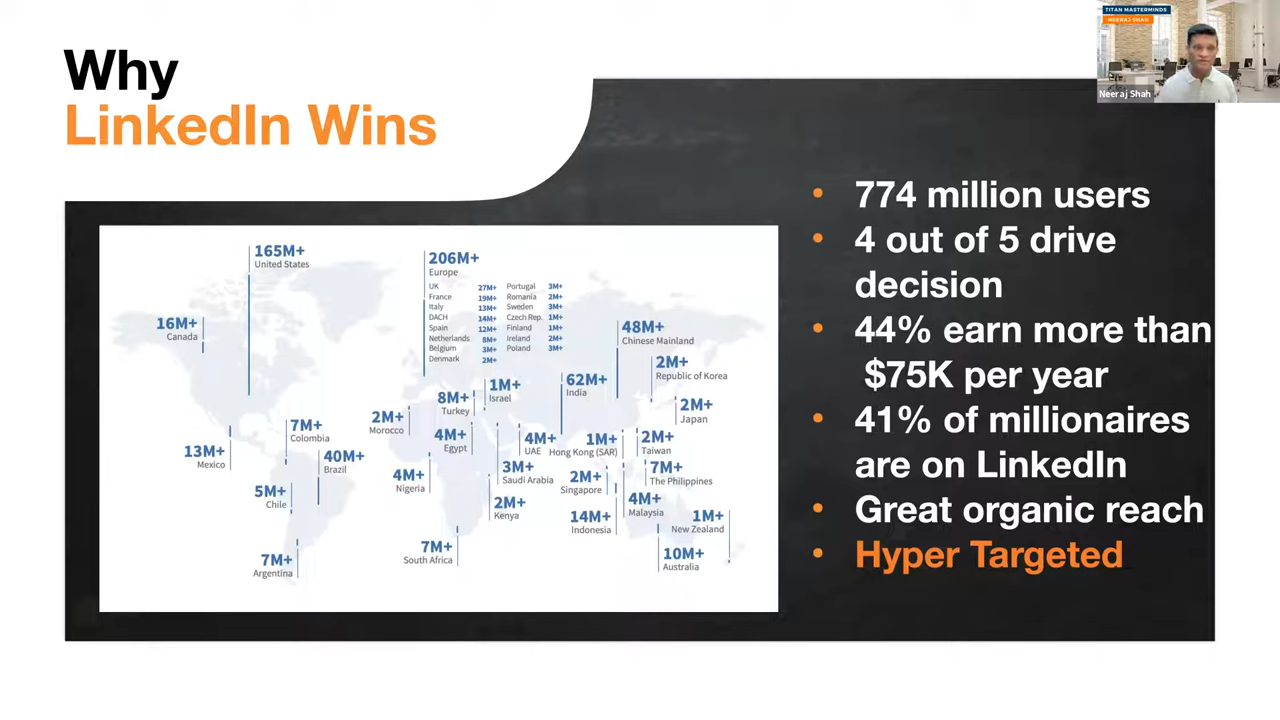 TITAN MASTERMINDS
NEERAJ SHAH
Neeraj Shah
Why
LinkedIn Wins
165M+
United States
206M+
Europe
UK 27M+ Portugal 3M+
France 19M+ Romania 2M+
Italy 13M+ Sweden 3M+
DACH 14M+ Czech Rep. 1M+
Spain 12M+ Finland 1M+
Netherlands 8M+ Ireland 2M+
Belgium 3M+ Poland 3M+
Denmark 2M+
16M+
Canada
48M+
Chinese Mainland
2M+
Republic of Korea
1M+
Israel
62M+
India
8M+
Turkey
2M+
Japan
2M+
Morocco
7M+
Colombia
4M+
Egypt
4M+
UAE
1M+
Hong Kong (SAR)
2M+
Taiwan
13M+
Mexico
40M+
Brazil
4M+
Nigeria
3M+
Saudi Arabia
2M+
Singapore
7M+
The Philippines
5M+
Chile
2M+
Kenya
4M+
Malaysia
14M+
Indonesia
1M+
New Zealand
7M+
Argentina
7M+
South Africa
10M+
Australia
• 774 million users
• 4 out of 5 drive
decision
• 44% earn more than
$75K per year
• 41% of millionaires
are on LinkedIn
• Great organic reach
• Hyper Targeted